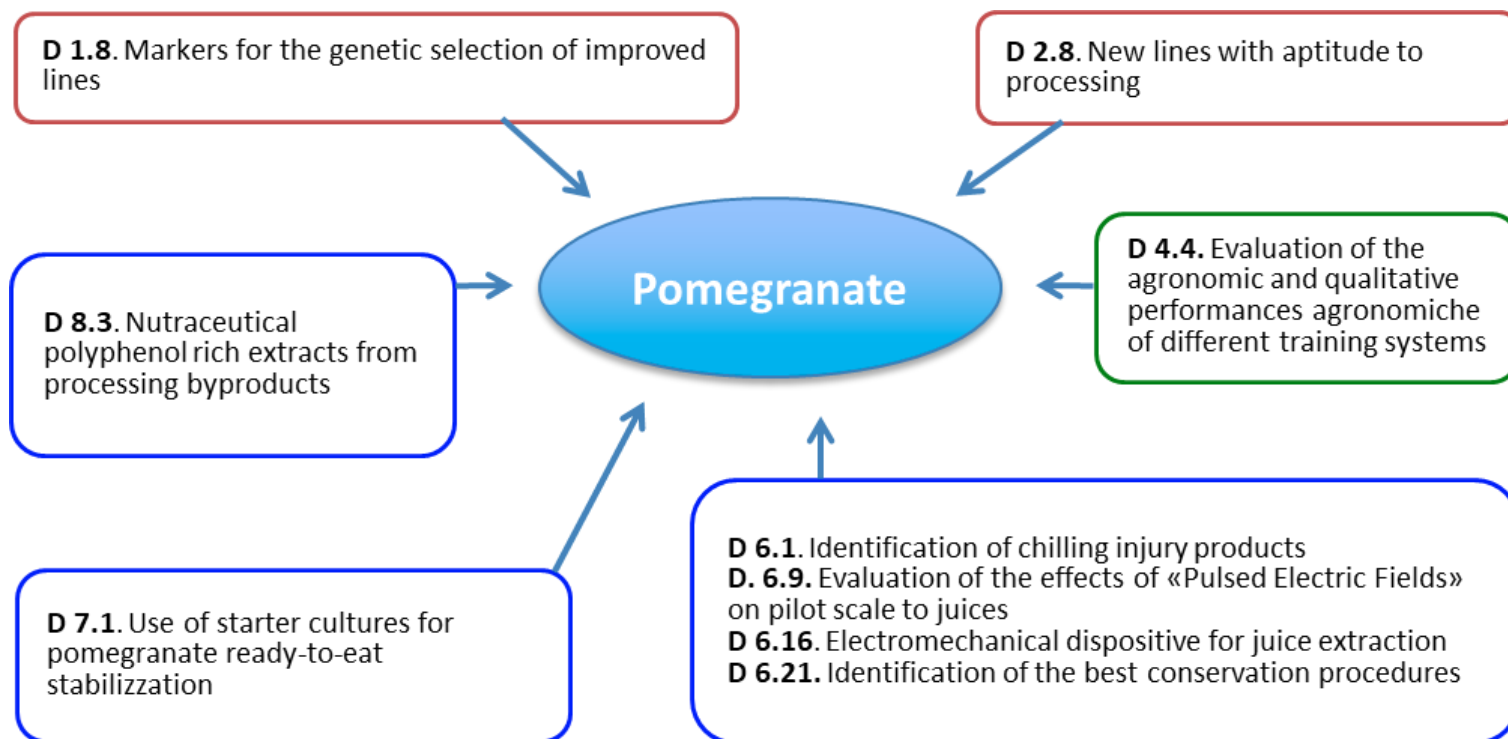 D 1.8. Markers for the genetic selection of improved
lines
D 2.8. New lines with aptitude to
processing
Pomegranate
D 4.4. Evaluation of the
agronomic and qualitative
performances agronomiche
of different training systems
D 8.3. Nutraceutical
polyphenol rich extracts from
processing byproducts
D 7.1. Use of starter cultures for
pomegranate ready-to-eat
stabilizzation
D 6.1. Identification of chilling injury products
D. 6.9. Evaluation of the effects of «Pulsed Electric Fields»
on pilot scale to juices
D 6.16. Electromechanical dispositive for juice extraction
D 6.21. Identification of the best conservation procedures